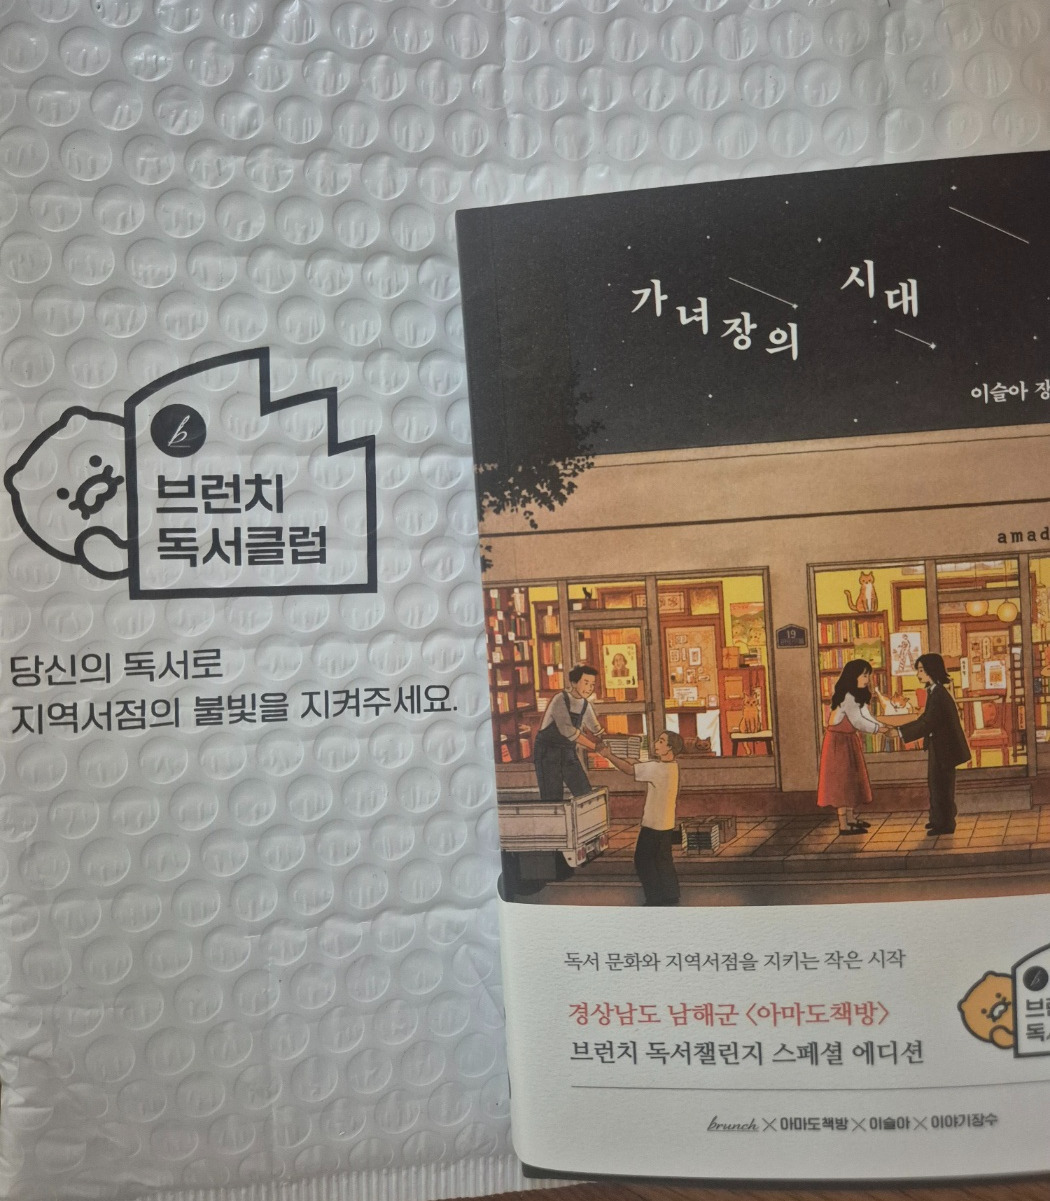 b
브런치
독서클럽
당신의 독서로
지역서점의 불빛을 지켜주세요.
가녀장의 시대
이슬아 장
amad
19
독서 문화와 지역서점을 지키는 작은 시작
경상남도 남해군 〈아마도책방〉
브런치 독서챌린지 스페셜 에디션
b
브런
독
brunch × 아마도책방 × 이슬아 × 이야기장수